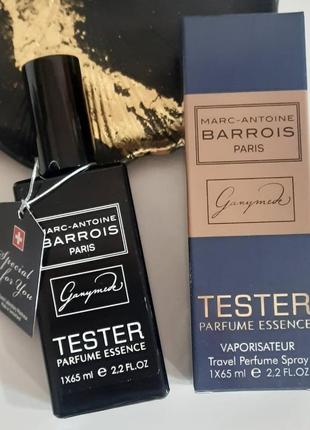 MARC-ANTOINE
BARROIS
PARIS
Ganymede
TESTER
PARFUME ESSENCE
1X65 ml e 2.2 FL.OZ
Special
for You
MARC-ANTOINE
BARROIS
PARIS
Ganymede
TESTER
PARFUME ESSENCE
VAPORISATEUR
Travel Perfume Spray
1X65 ml e 2.2 FL.OZ